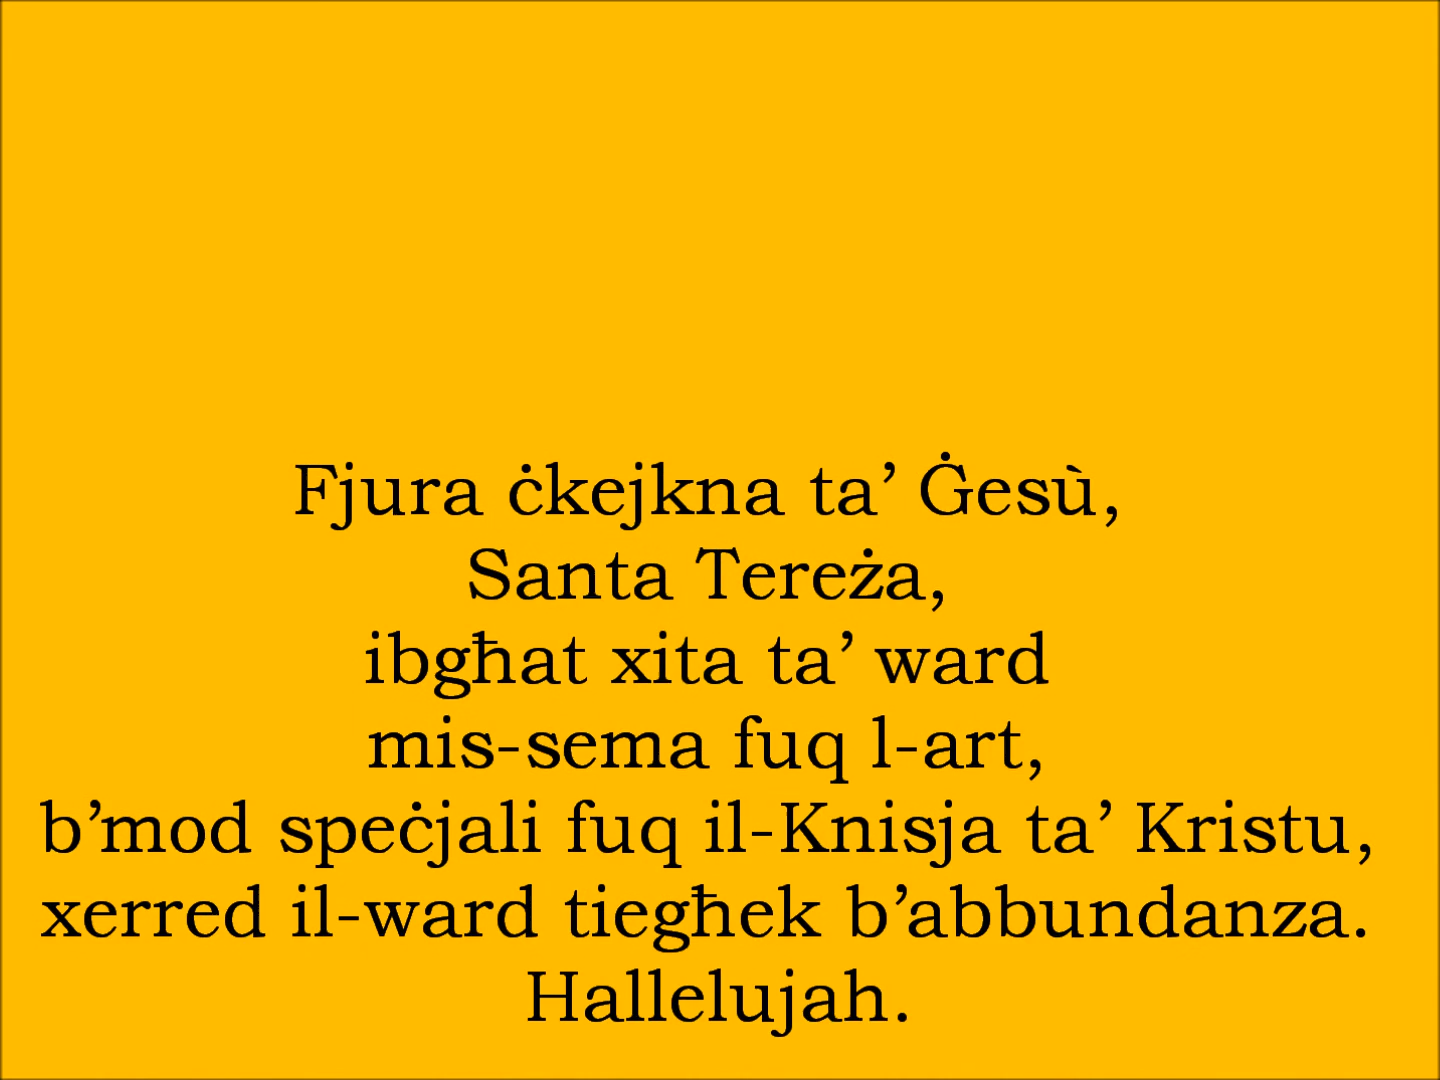 Fjura ċkejkna ta’ Ġesù,
Santa Tereża,
ibgħat xita ta’ ward
mis-sema fuq l-art,
b’mod speċjali fuq il-Knisja ta’ Kristu,
xerred il-ward tiegħek b’abbundanza.
Hallelujah.